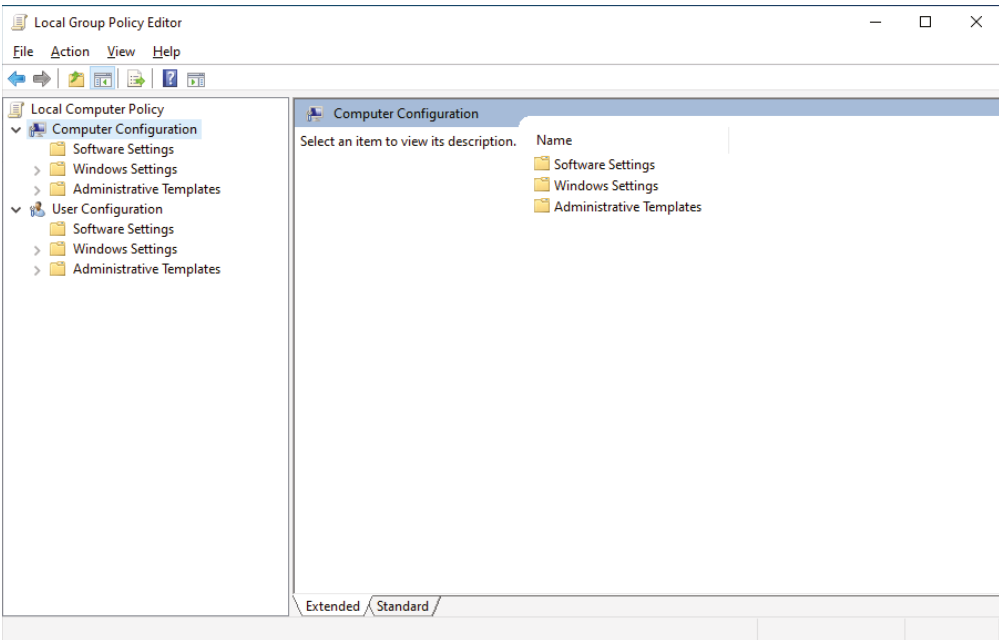 Local Group Policy Editor
File Action View Help
Local Computer Policy
Computer Configuration
Software Settings
Windows Settings
Administrative Templates
User Configuration
Software Settings
Windows Settings
Administrative Templates
Computer Configuration
Select an item to view its description.
Name
Software Settings
Windows Settings
Administrative Templates
Extended Standard